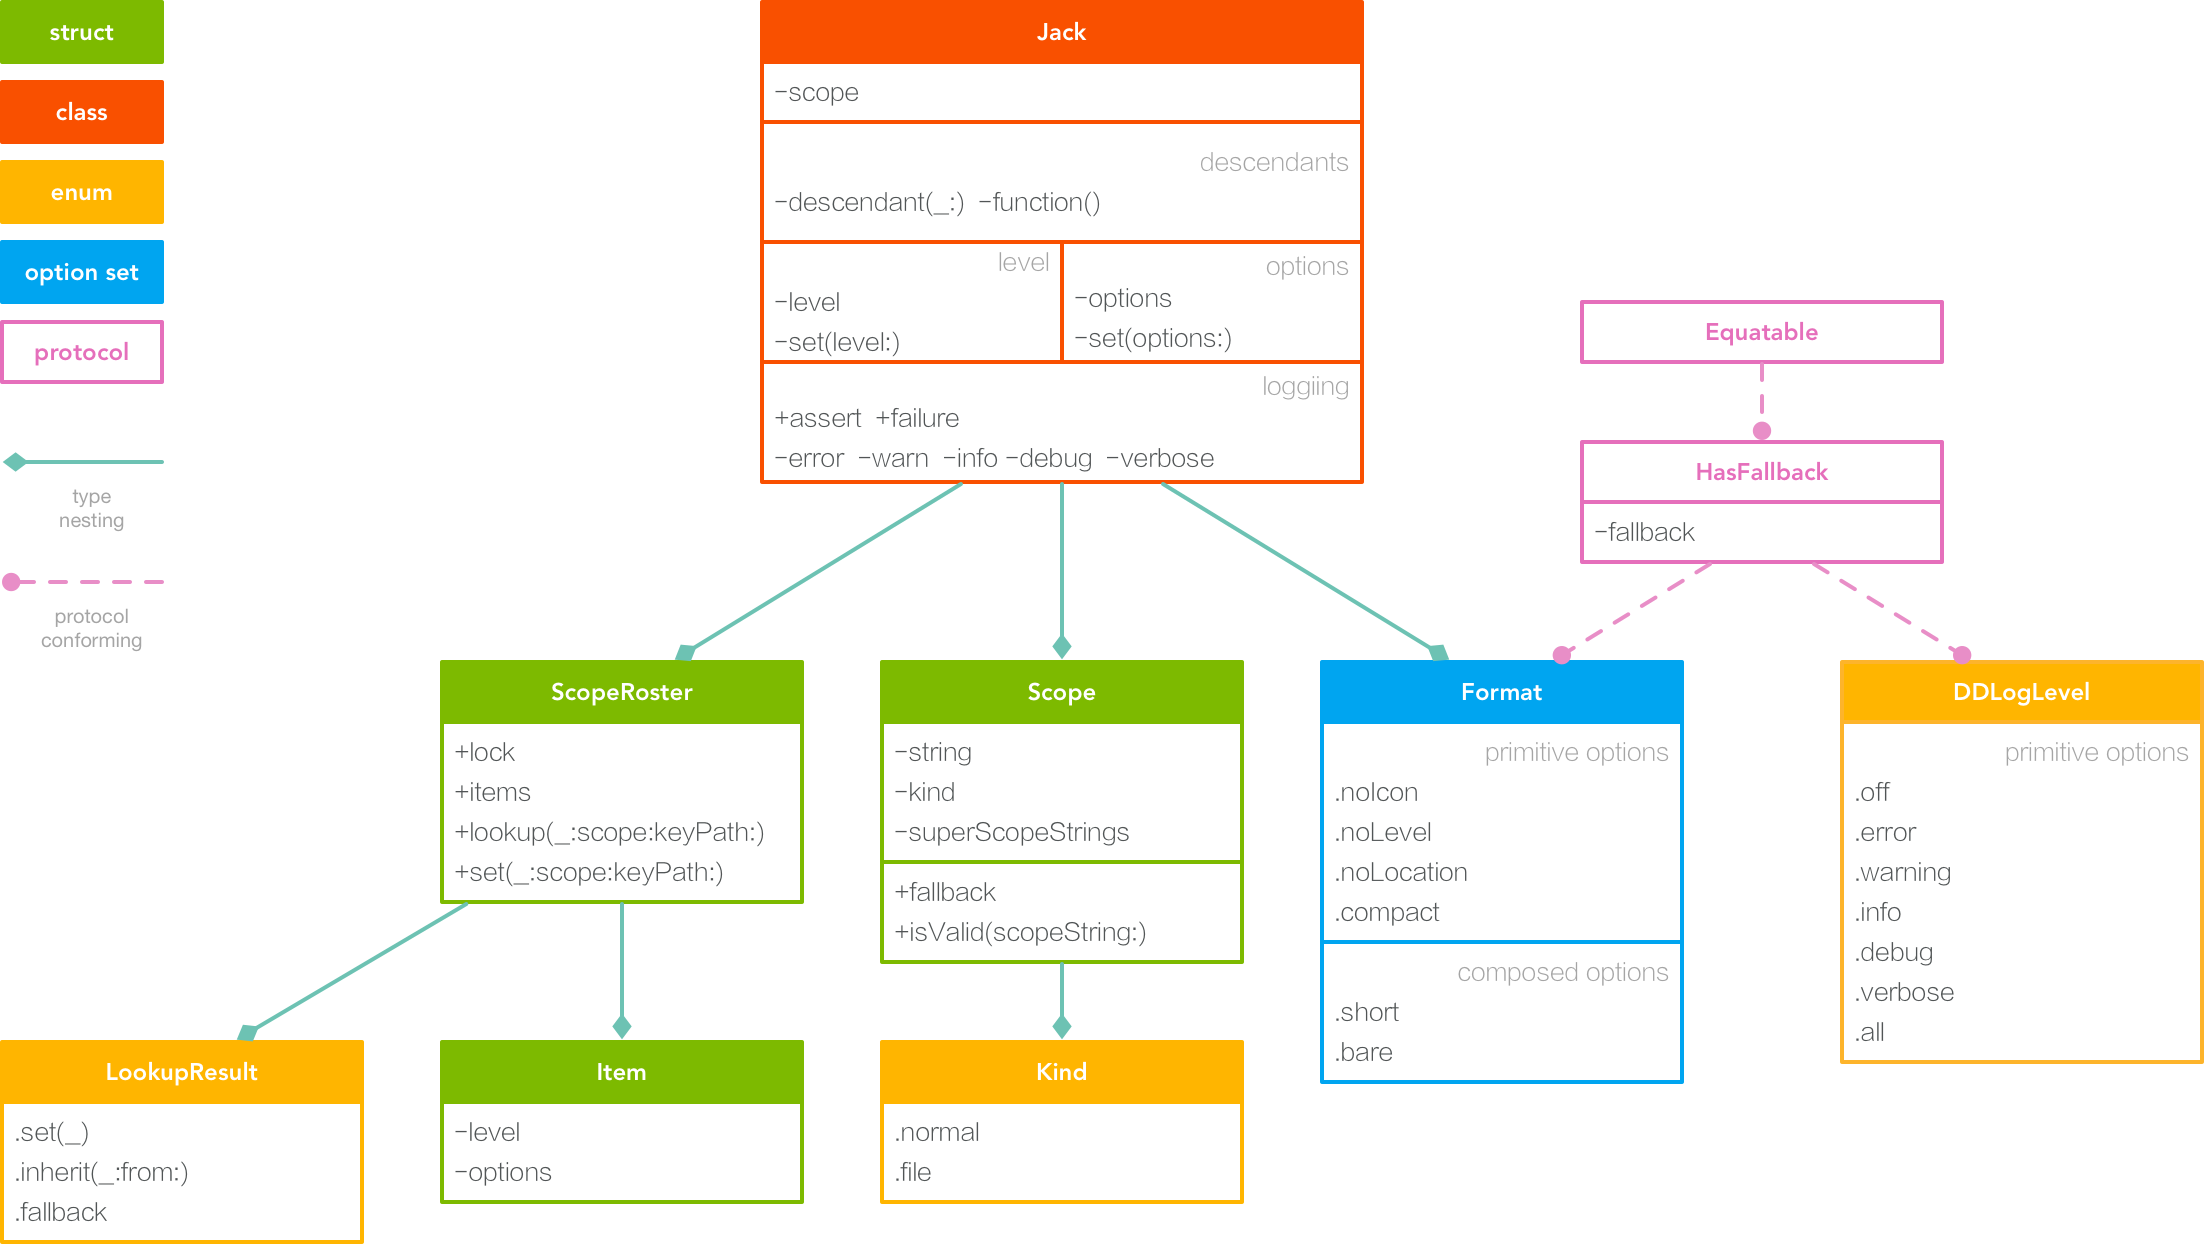 struct
class
enum
option set
protocol
type
nesting
protocol
conforming
Jack
-scope
descendants
-descendant(_:) -function()
level
-level
-set(level:)
options
-options
-set(options:)
loggiing
+assert +failure
-error -warn -info -debug -verbose
Equatable
HasFallback
-fallback
ScopeRoster
+lock
+items
+lookup(_:scope:keyPath:)
+set(_:scope:keyPath:)
Scope
-string
-kind
-superScopeStrings
+fallback
+isValid(scopeString:)
Format
primitive options
.noIcon
.noLevel
.noLocation
.compact
composed options
.short
.bare
DDLogLevel
primitive options
.off
.error
.warning
.info
.debug
.verbose
.all
LookupResult
.set(_)
.inherit(_:from:)
.fallback
Item
-level
-options
Kind
.normal
.file